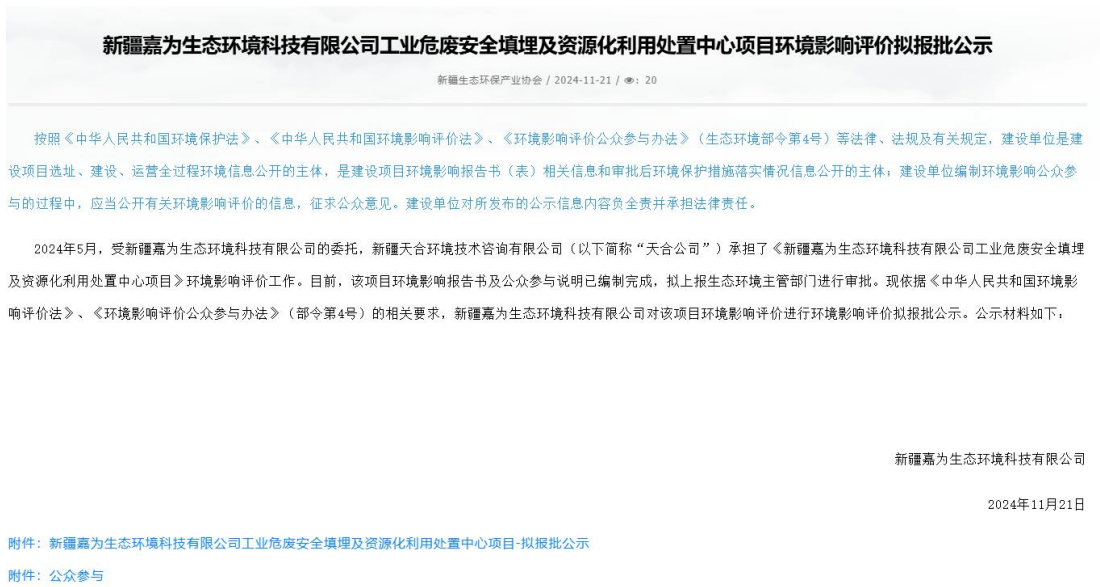 新疆嘉为生态环境科技有限公司工业危废安全填埋及资源化利用处置中心项目环境影响评价拟报批公示
新疆生态环保产业协会 / 2024-11-21 / 👁: 20
按照《中华人民共和国环境保护法》、《中华人民共和国环境影响评价法》、《环境影响评价公众参与办法》（生态环境部令第4号）等法律、法规及有关规定，建设单位是建
设项目选址、建设、运营全过程环境信息公开的主体，是建设项目环境影响报告书（表）相关信息和审批后环境保护措施落实情况信息公开的主体；建设单位编制环境影响公众参
与的过程中，应当公开有关环境影响评价的信息，征求公众意见。建设单位对所发布的公示信息内容负全责并承担法律责任。
2024年5月，受新疆嘉为生态环境科技有限公司的委托，新疆天合环境技术咨询有限公司（以下简称“天合公司”）承担了《新疆嘉为生态环境科技有限公司工业危废安全填埋
及资源化利用处置中心项目》环境影响评价工作。目前，该项目环境影响报告书及公众参与说明已编制完成，拟上报生态环境主管部门进行审批。现依据《中华人民共和国环境影
响评价法》、《环境影响评价公众参与办法》（部令第4号）的相关要求，新疆嘉为生态环境科技有限公司对该项目环境影响评价进行环境影响评价拟报批公示。公示材料如下：
新疆嘉为生态环境科技有限公司
2024年11月21日
附件：新疆嘉为生态环境科技有限公司工业危废安全填埋及资源化利用处置中心项目-拟报批公示
附件：公众参与